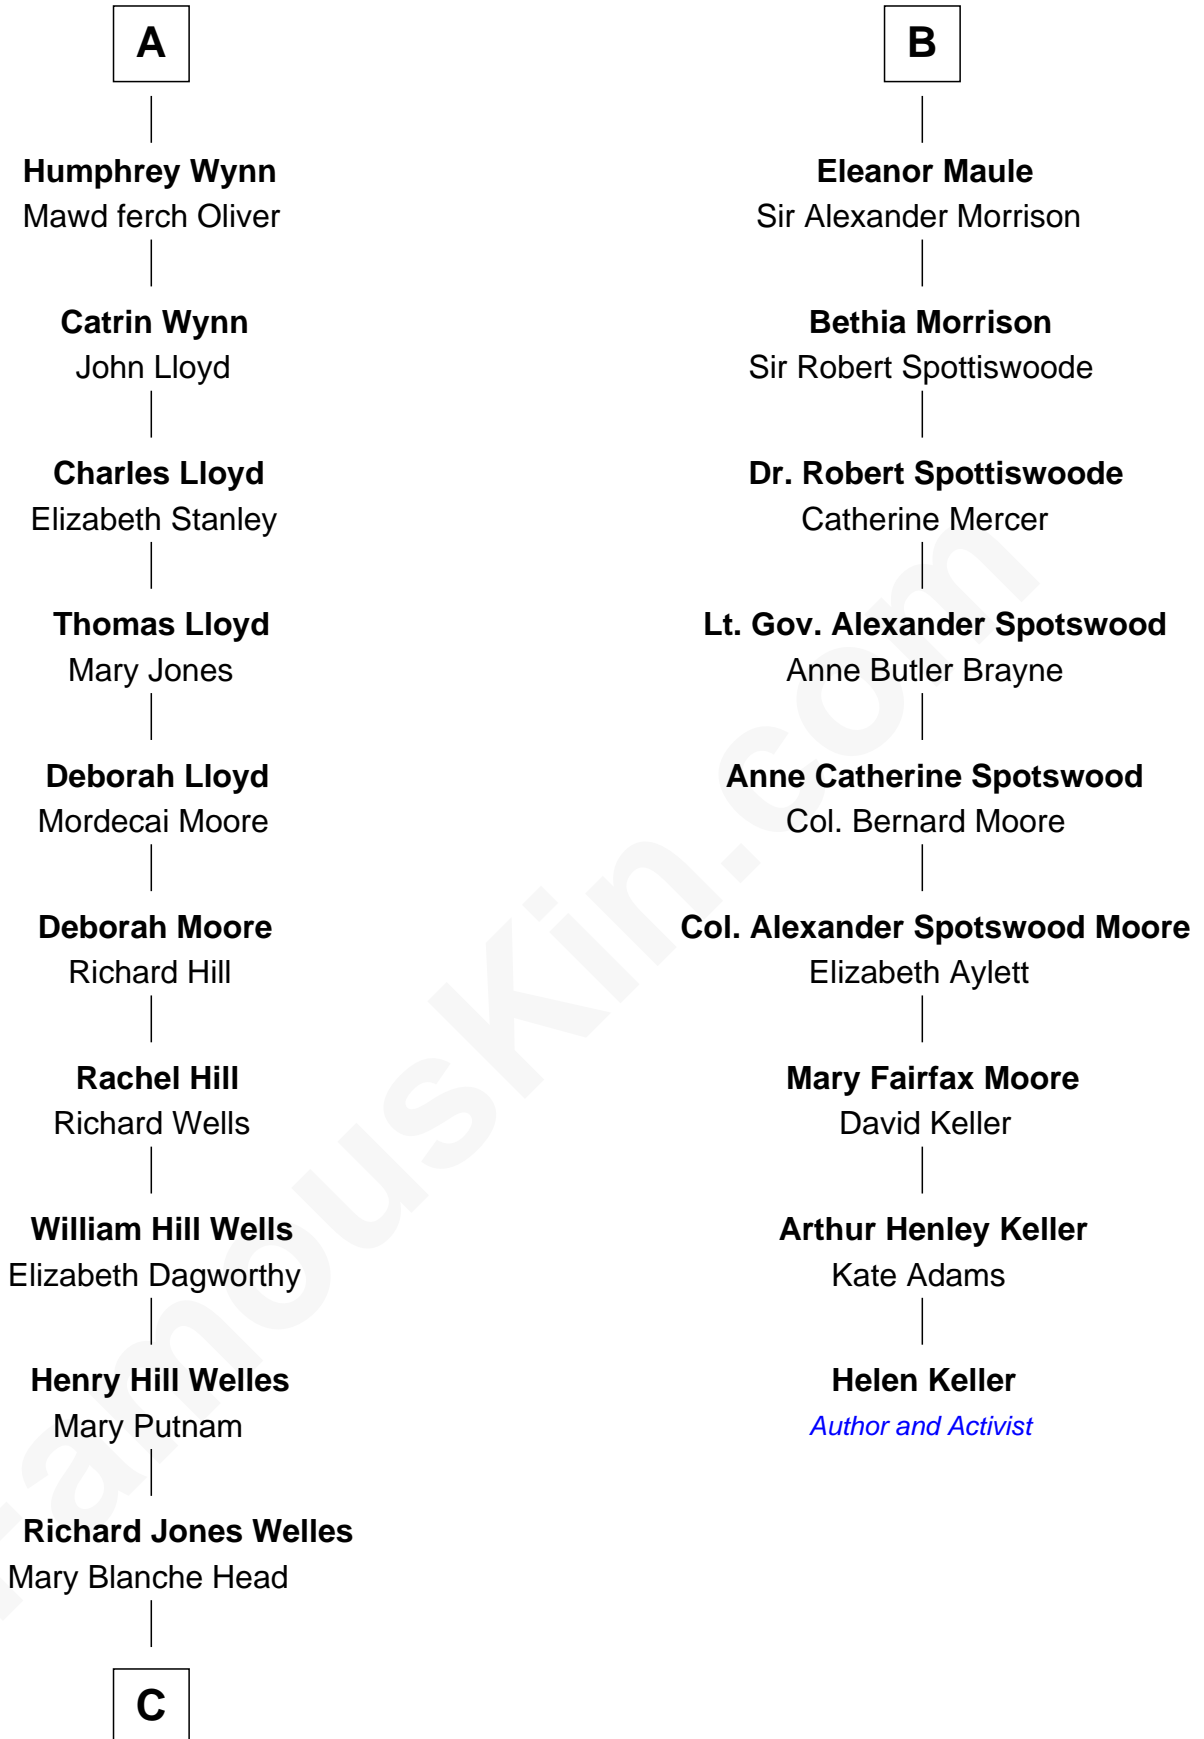 A
Humphrey Wynn
Mawd ferch Oliver
Catrin Wynn
John Lloyd
Charles Lloyd
Elizabeth Stanley
Thomas Lloyd
Mary Jones
Deborah Lloyd
Mordecai Moore
Deborah Moore
Richard Hill
Rachel Hill
Richard Wells
William Hill Wells
Elizabeth Dagworthy
Henry Hill Welles
Mary Putnam
Richard Jones Welles
Mary Blanche Head
C
B
Eleanor Maule
Sir Alexander Morrison
Bethia Morrison
Sir Robert Spottiswoode
Dr. Robert Spottiswoode
Catherine Mercer
Lt. Gov. Alexander Spotswood
Anne Butler Brayne
Anne Catherine Spotswood
Col. Bernard Moore
Col. Alexander Spotswood Moore
Elizabeth Aylett
Mary Fairfax Moore
David Keller
Arthur Henley Keller
Kate Adams
Helen Keller
Author and Activist
FamousKin.com